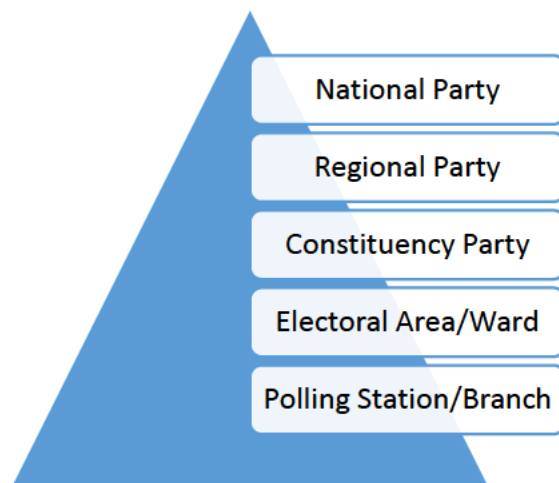 National Party
Regional Party
Constituency Party
Electoral Area/Ward
Polling Station/Branch